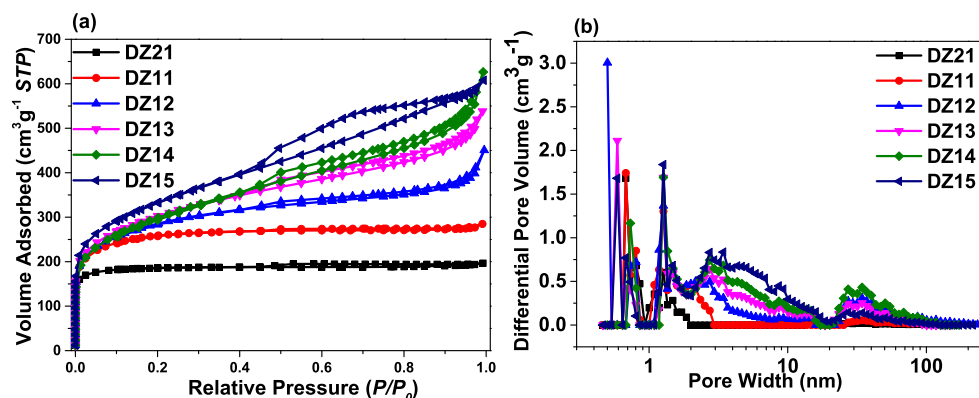 (a)
Volume Adsorbed (cm³g⁻¹ STP)
700
600
500
400
300
200
100
0
DZ21
DZ11
DZ12
DZ13
DZ14
DZ15
0.0
0.2
0.4
0.6
0.8
1.0
Relative Pressure (P/P₀)
(b)
Differential Pore Volume (cm³g⁻¹)
3.0
2.5
2.0
1.5
1.0
0.5
0.0
DZ21
DZ11
DZ12
DZ13
DZ14
DZ15
1
10
100
Pore Width (nm)